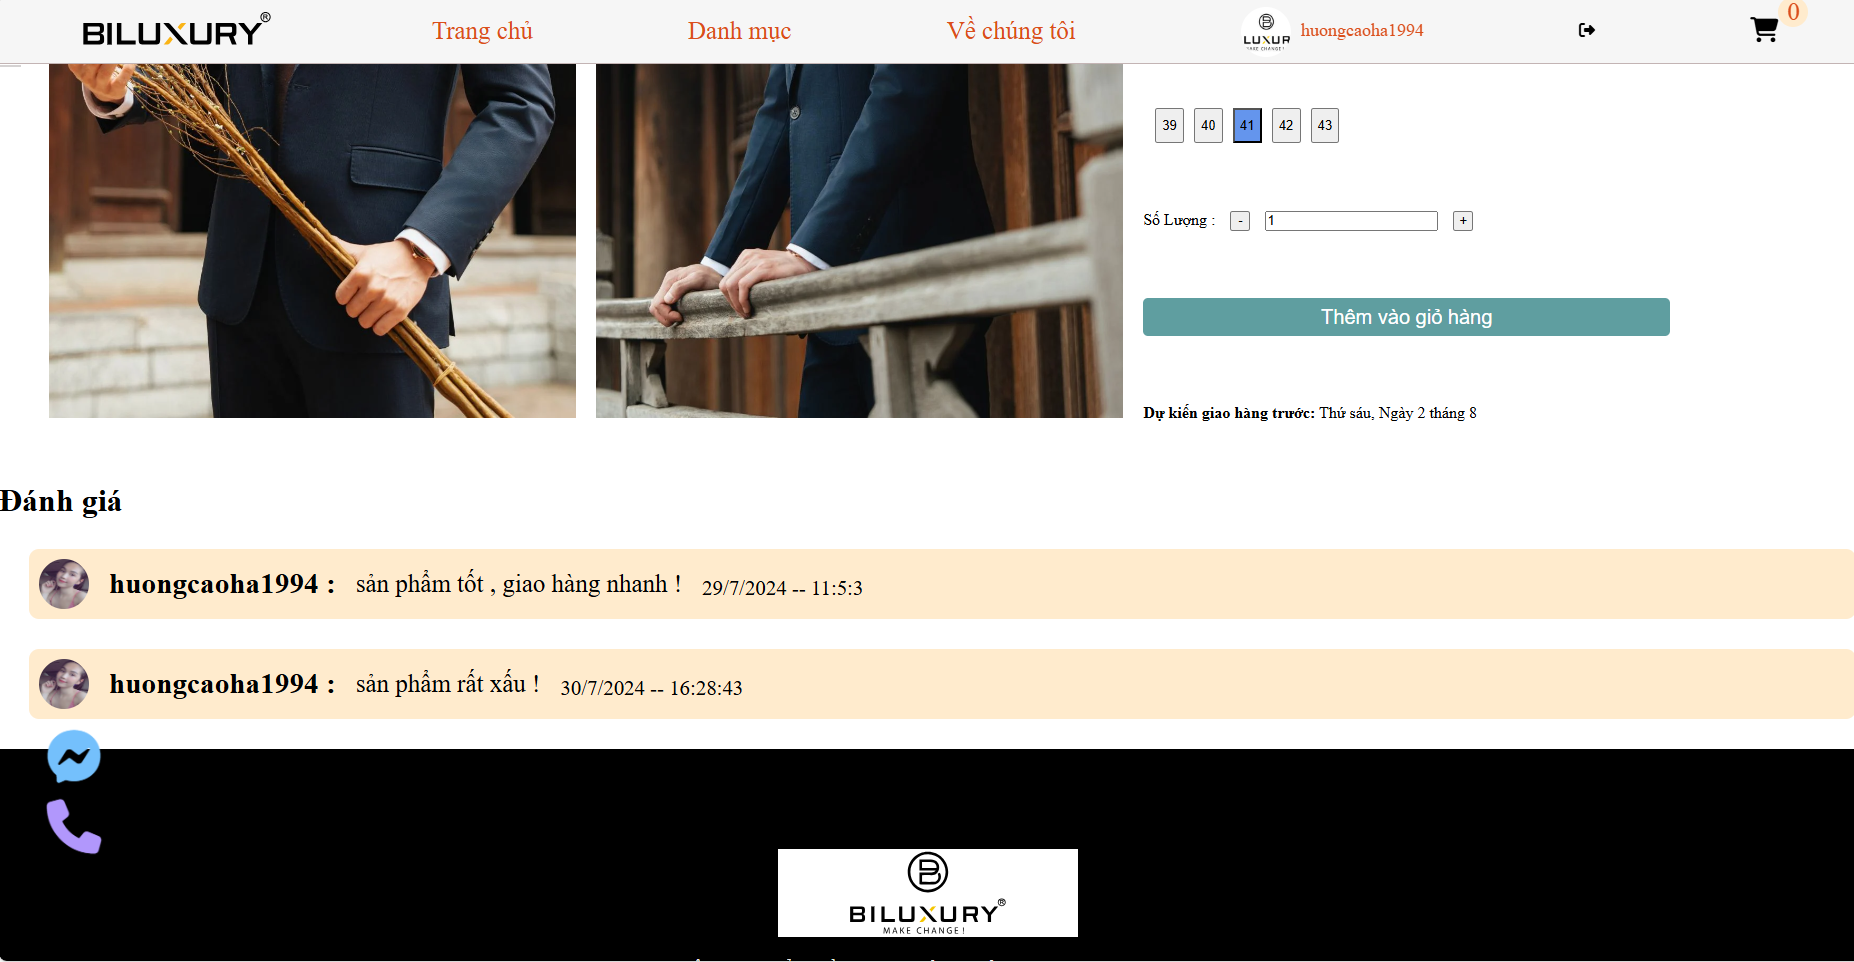 BILUXURY®
Trang chủ
Danh mục
Về chúng tôi
B
LUXUR
MAKE CHANGE!
huongcaoha1994
0
39 40 41 42 43
Số Lượng : - 1 +
Thêm vào giỏ hàng
Dự kiến giao hàng trước: Thứ sáu, Ngày 2 tháng 8
Đánh giá
huongcaoha1994 : sản phẩm tốt , giao hàng nhanh ! 29/7/2024 -- 11:5:3
huongcaoha1994 : sản phẩm rất xấu ! 30/7/2024 -- 16:28:43
B
BILUXURY®
MAKE CHANGE!